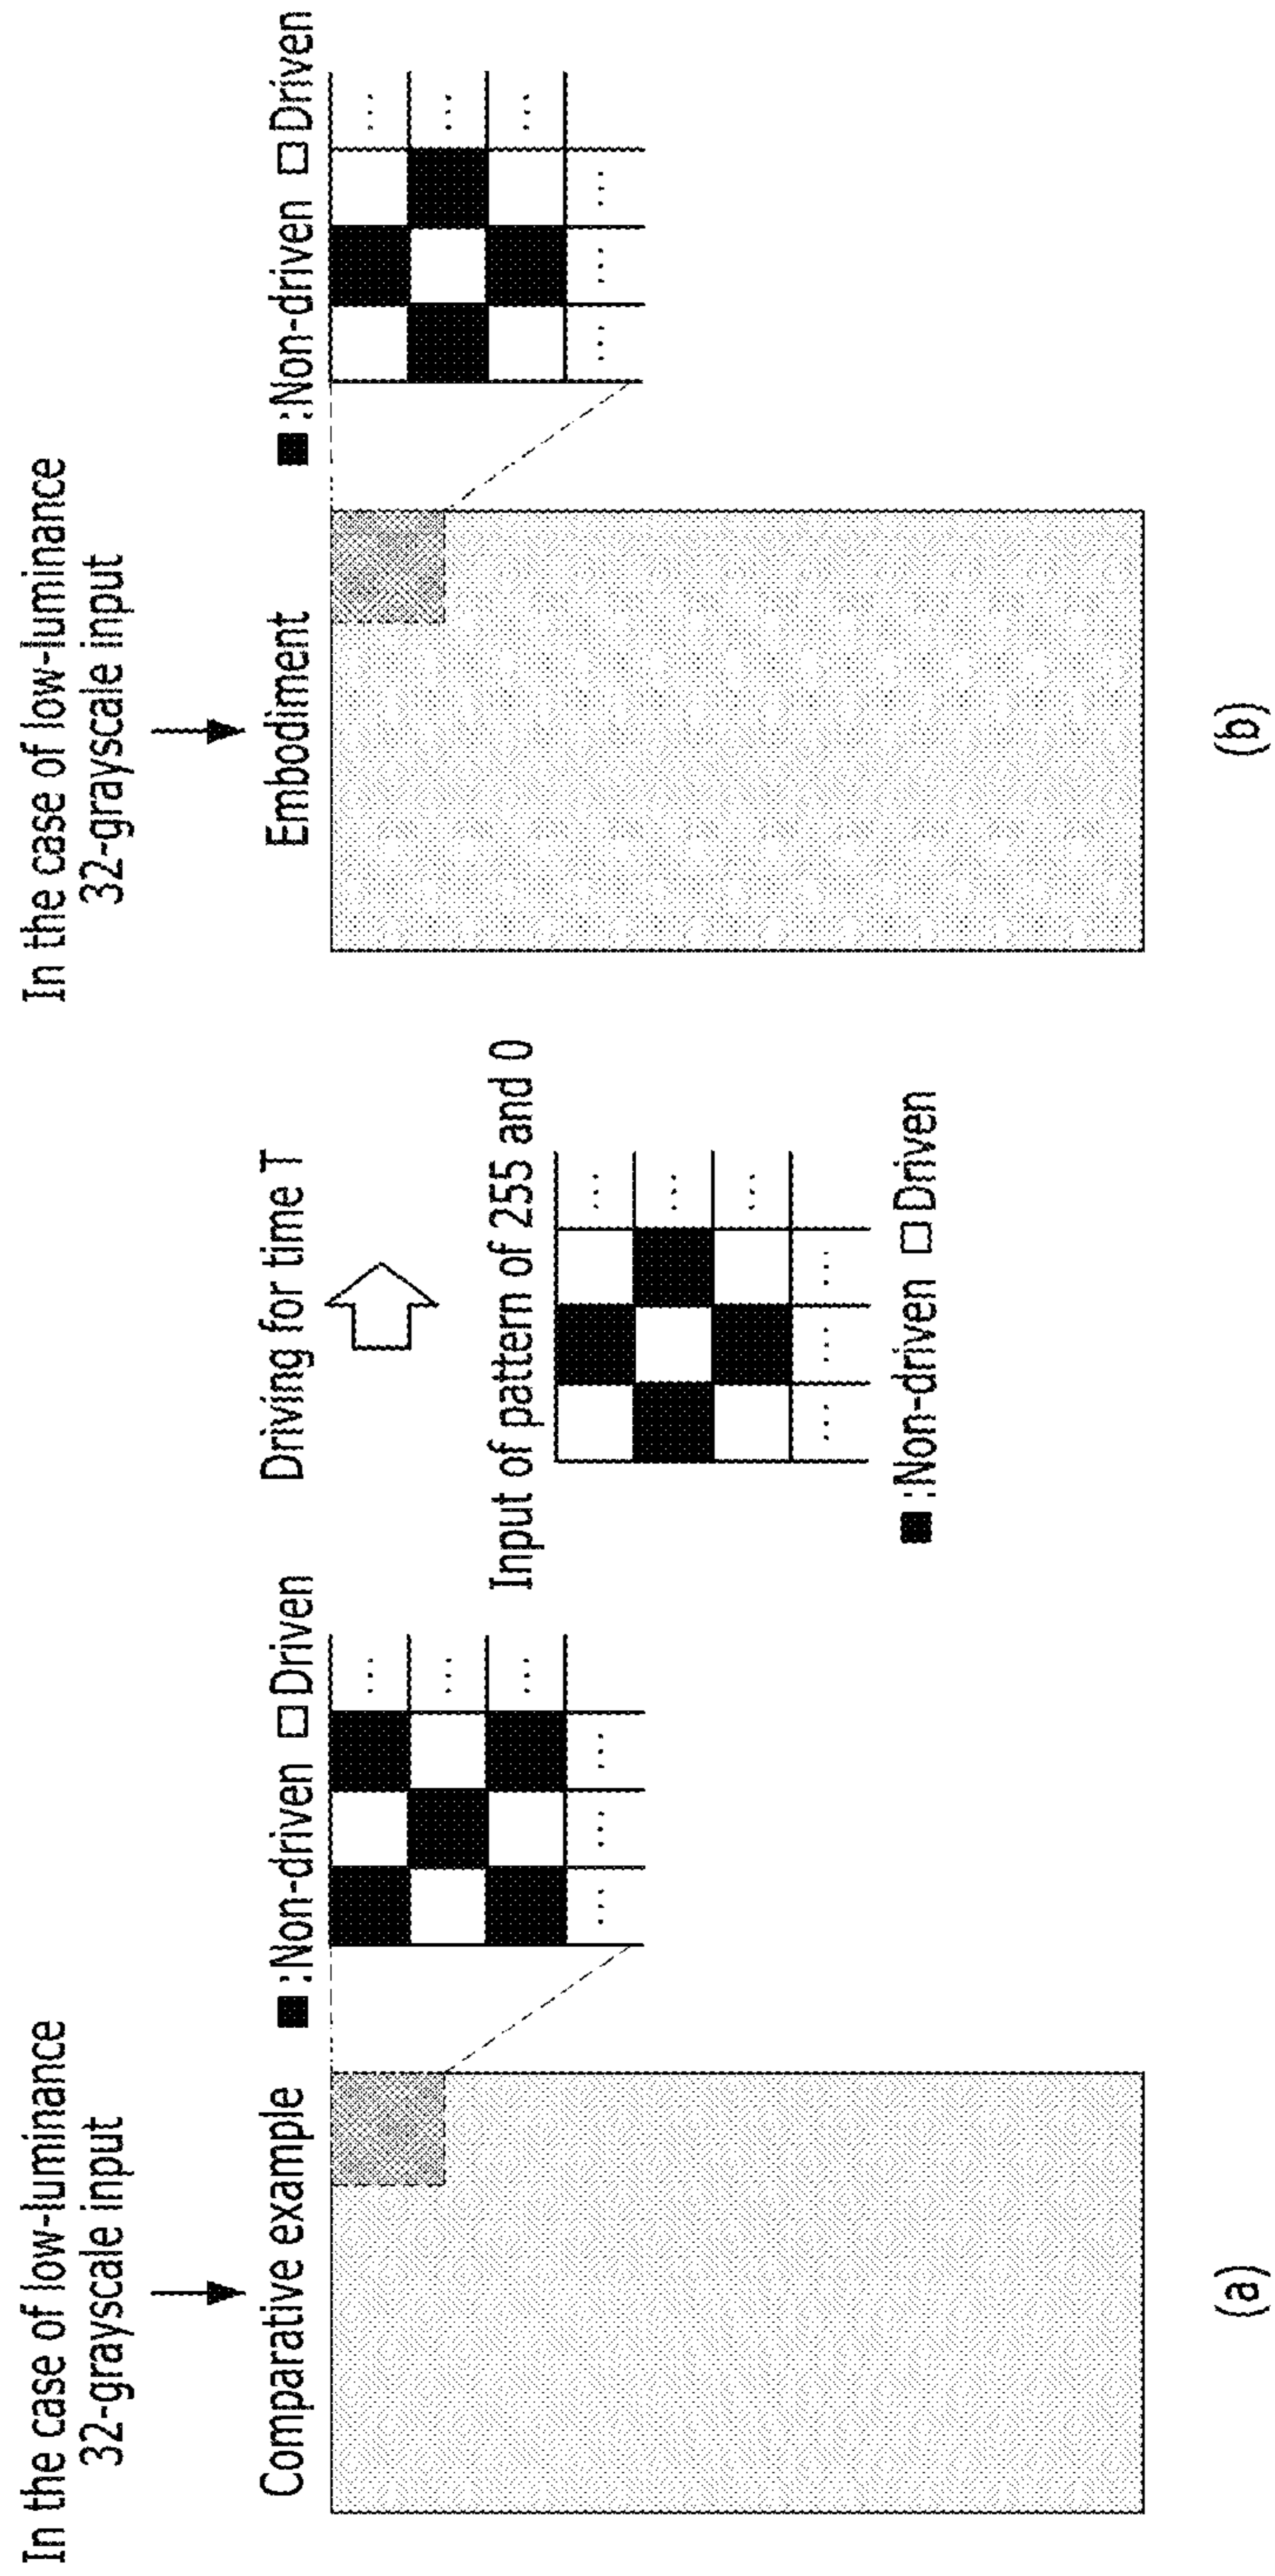 In the case of low-luminance
32-grayscale input
Comparative example
■:Non-driven □Driven
...
...
...
... ... ...
(a)
Driving for time T
Input of pattern of 255 and 0
...
...
...
... ... ...
■:Non-driven □Driven
In the case of low-luminance
32-grayscale input
Embodiment
■:Non-driven □Driven
...
...
...
... ... ...
(b)